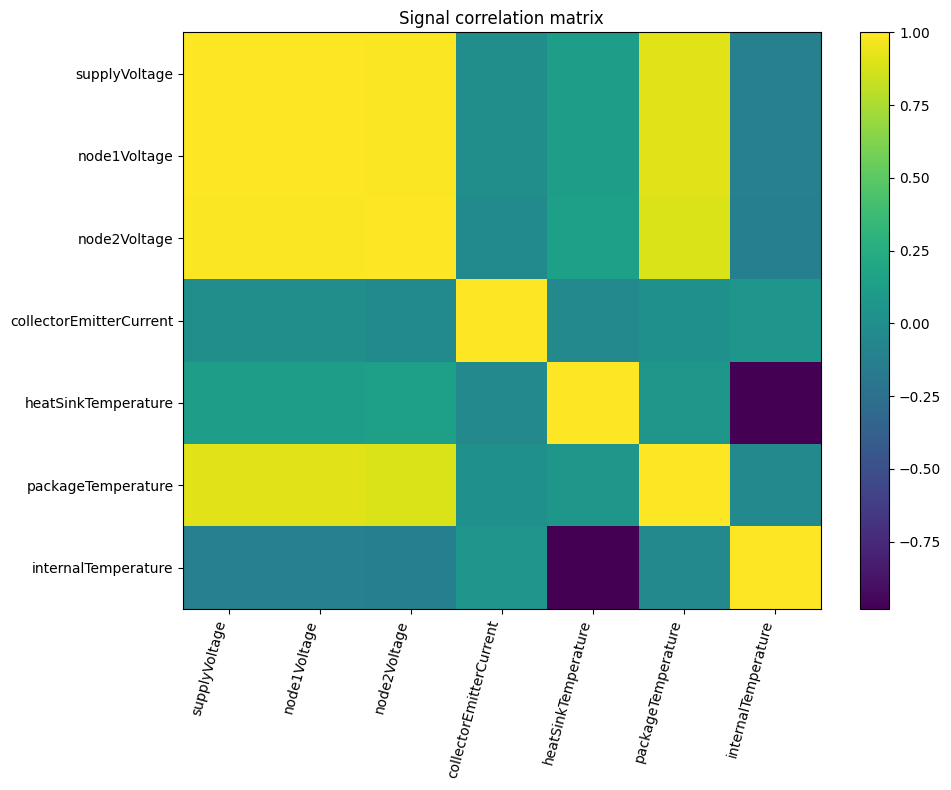 Signal correlation matrix
supplyVoltage
node1Voltage
node2Voltage
collectorEmitterCurrent
heatSinkTemperature
packageTemperature
internalTemperature
supplyVoltage
node1Voltage
node2Voltage
collectorEmitterCurrent
heatSinkTemperature
packageTemperature
internalTemperature
1.00
0.75
0.50
0.25
0.00
−0.25
−0.50
−0.75